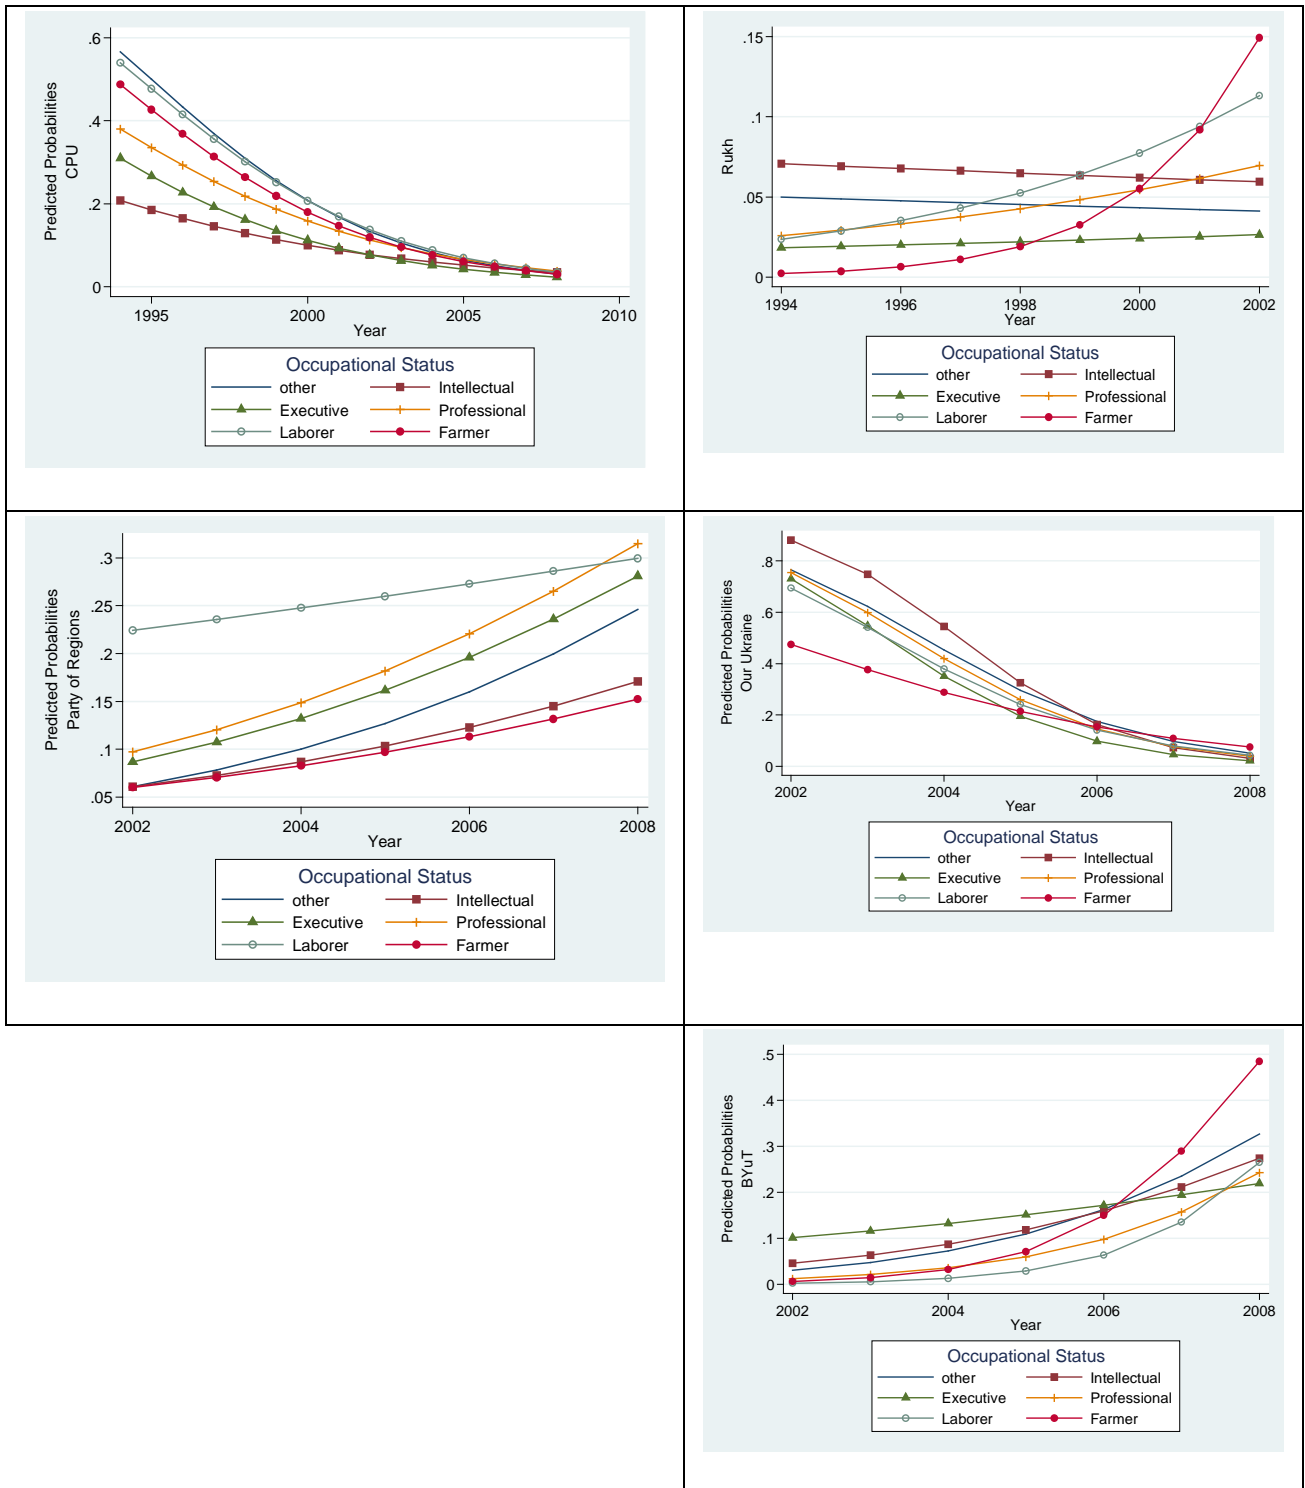 Predicted Probabilities
CPU
.6
.4
.2
0
1995 2000 2005 2010
Year
Occupational Status
other Intellectual
Executive Professional
Laborer Farmer
Rukh
.15
.1
.05
0
1994 1996 1998 2000 2002
Year
Occupational Status
other Intellectual
Executive Professional
Laborer Farmer
Predicted Probabilities
Party of Regions
.3
.25
.2
.15
.1
.05
2002 2004 2006 2008
Year
Occupational Status
other Intellectual
Executive Professional
Laborer Farmer
Predicted Probabilities
Our Ukraine
.8
.6
.4
.2
0
2002 2004 2006 2008
Year
Occupational Status
other Intellectual
Executive Professional
Laborer Farmer
Predicted Probabilities
BYuT
.5
.4
.3
.2
.1
0
2002 2004 2006 2008
Year
Occupational Status
other Intellectual
Executive Professional
Laborer Farmer